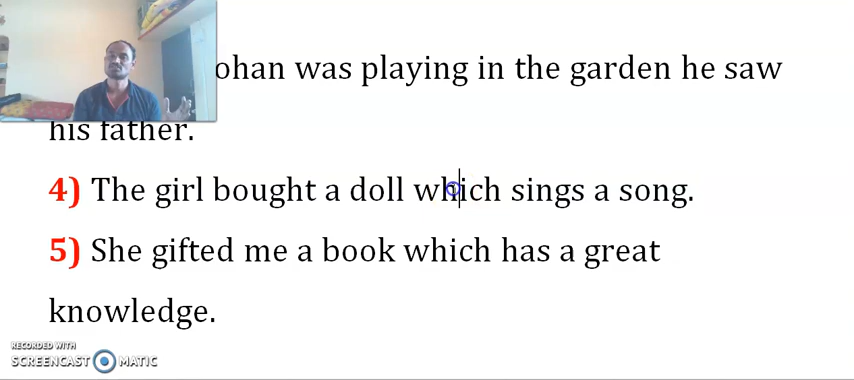 ohan was playing in the garden he saw
his father.
4) The girl bought a doll which sings a song.
5) She gifted me a book which has a great
knowledge.
RECORDED WITH
SCREENCAST MATIC